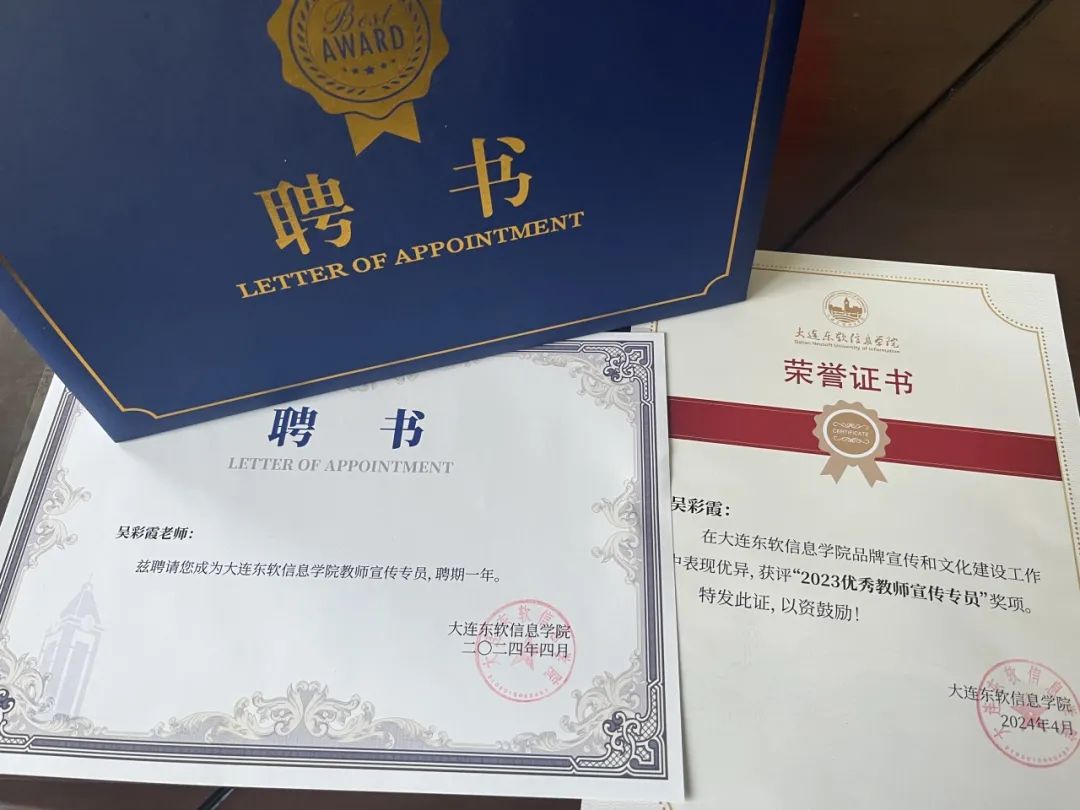 Best
AWARD
聘 书
LETTER OF APPOINTMENT
聘 书
LETTER OF APPOINTMENT
吴彩霞老师:
兹聘请您成为大连东软信息学院教师宣传专员, 聘期一年。
大连东软信息学院
二〇二四年四月
大连东软信息学院
Dalian Neusoft University of Information
荣誉证书
CERTIFICATE
吴彩霞:
在大连东软信息学院品牌宣传和文化建设工作
中表现优异, 获评“2023优秀教师宣传专员”奖项。
特发此证, 以资鼓励!
大连东软信息学院
2024年4月